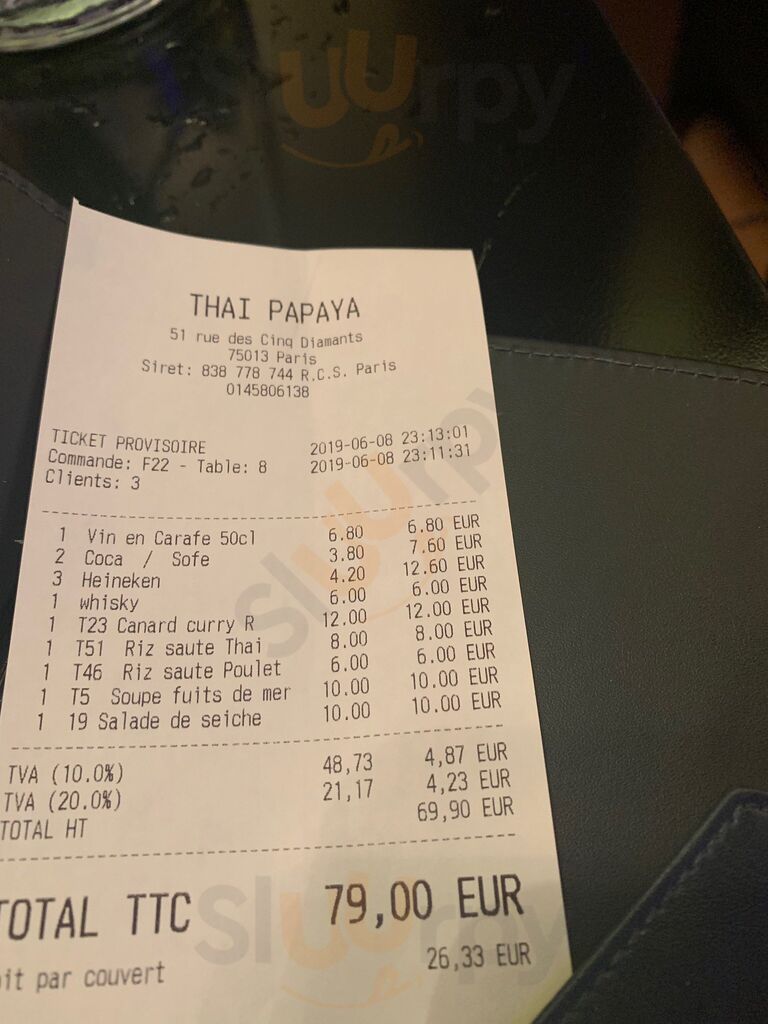 THAI PAPAYA
51 rue des Cinq Diamants
75013 Paris
Siret: 838 778 744 R.C.S. Paris
0145806138
TICKET PROVISOIRE 2019-06-08 23:13:01
Commande: F22 - Table: 8 2019-06-08 23:11:31
Clients: 3
1 Vin en Carafe 50cl 6.80 6.80 EUR
2 Coca / Sofe 3.80 7.60 EUR
3 Heineken 4.20 12.60 EUR
1 whisky 6.00 6.00 EUR
1 T23 Canard curry R 12.00 12.00 EUR
1 T51 Riz saute Thai 8.00 8.00 EUR
1 T46 Riz saute Poulet 6.00 6.00 EUR
1 T5 Soupe fuits de mer 10.00 10.00 EUR
1 19 Salade de seiche 10.00 10.00 EUR
TVA (10.0%) 48,73 4,87 EUR
TVA (20.0%) 21,17 4,23 EUR
TOTAL HT 69,90 EUR
TOTAL TTC 79,00 EUR
it par couvert 26,33 EUR
Sluurpy
Sluurpy
Sluurpy